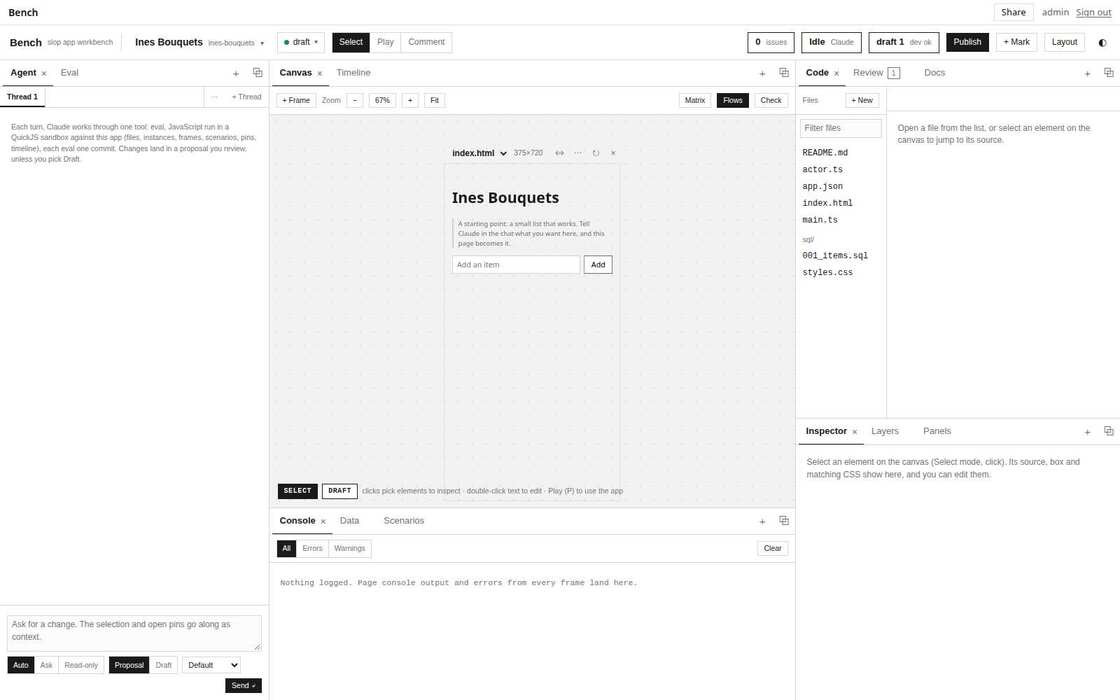 Bench
Share admin Sign out
Bench slop app workbench Ines Bouquets ines-bouquets ▾ draft ▾ Select Play Comment 0 issues Idle Claude draft 1 dev ok Publish + Mark Layout
Agent × Eval +
Thread 1 ··· + Thread
Each turn, Claude works through one tool: eval, JavaScript run in a
QuickJS sandbox against this app (files, instances, frames, scenarios, pins,
timeline), each eval one commit. Changes land in a proposal you review,
unless you pick Draft.
Ask for a change. The selection and open pins go along as
context.
Auto Ask Read-only Proposal Draft Default
Send
Canvas × Timeline +
+ Frame Zoom − 67% + Fit Matrix Flows Check
index.html 375×720 ⇔ ··· ↻ ×
Ines Bouquets
A starting point: a small list that works. Tell
Claude in the chat what you want here, and this
page becomes it.
Add an item Add
SELECT DRAFT clicks pick elements to inspect · double-click text to edit · Play (P) to use the app
Console × Data Scenarios +
All Errors Warnings Clear
Nothing logged. Page console output and errors from every frame land here.
Code × Review 1 Docs +
Files + New
Filter files
README.md
actor.ts
app.json
index.html
main.ts
sql/
001_items.sql
styles.css
Open a file from the list, or select an element on the
canvas to jump to its source.
Inspector × Layers Panels +
Select an element on the canvas (Select mode, click). Its source, box and
matching CSS show here, and you can edit them.